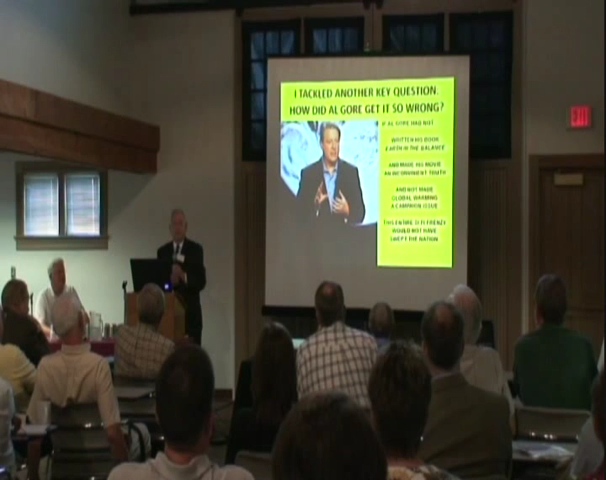 I TACKLED ANOTHER KEY QUESTION.
HOW DID AL GORE GET IT SO WRONG?
IF AL GORE HAD NOT
WRITTEN HIS BOOK
EARTH IN THE BALANCE
AND MADE HIS MOVIE
AN INCONVENIENT TRUTH
AND NOT MADE
GLOBAL WARMING
A CAMPAIGN ISSUE
THIS ENTIRE SCI FI FRENZY
WOULD NOT HAVE
SWEPT THE NATION
EXIT